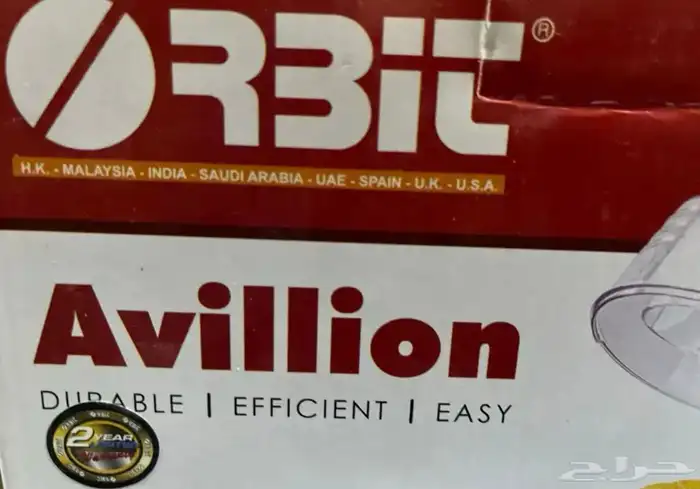 ORBIT®
H.K. - MALAYSIA - INDIA - SAUDI ARABIA - UAE - SPAIN - U.K. - U.S.A.
Avillion
DURABLE | EFFICIENT | EASY
2 YEAR
حراج